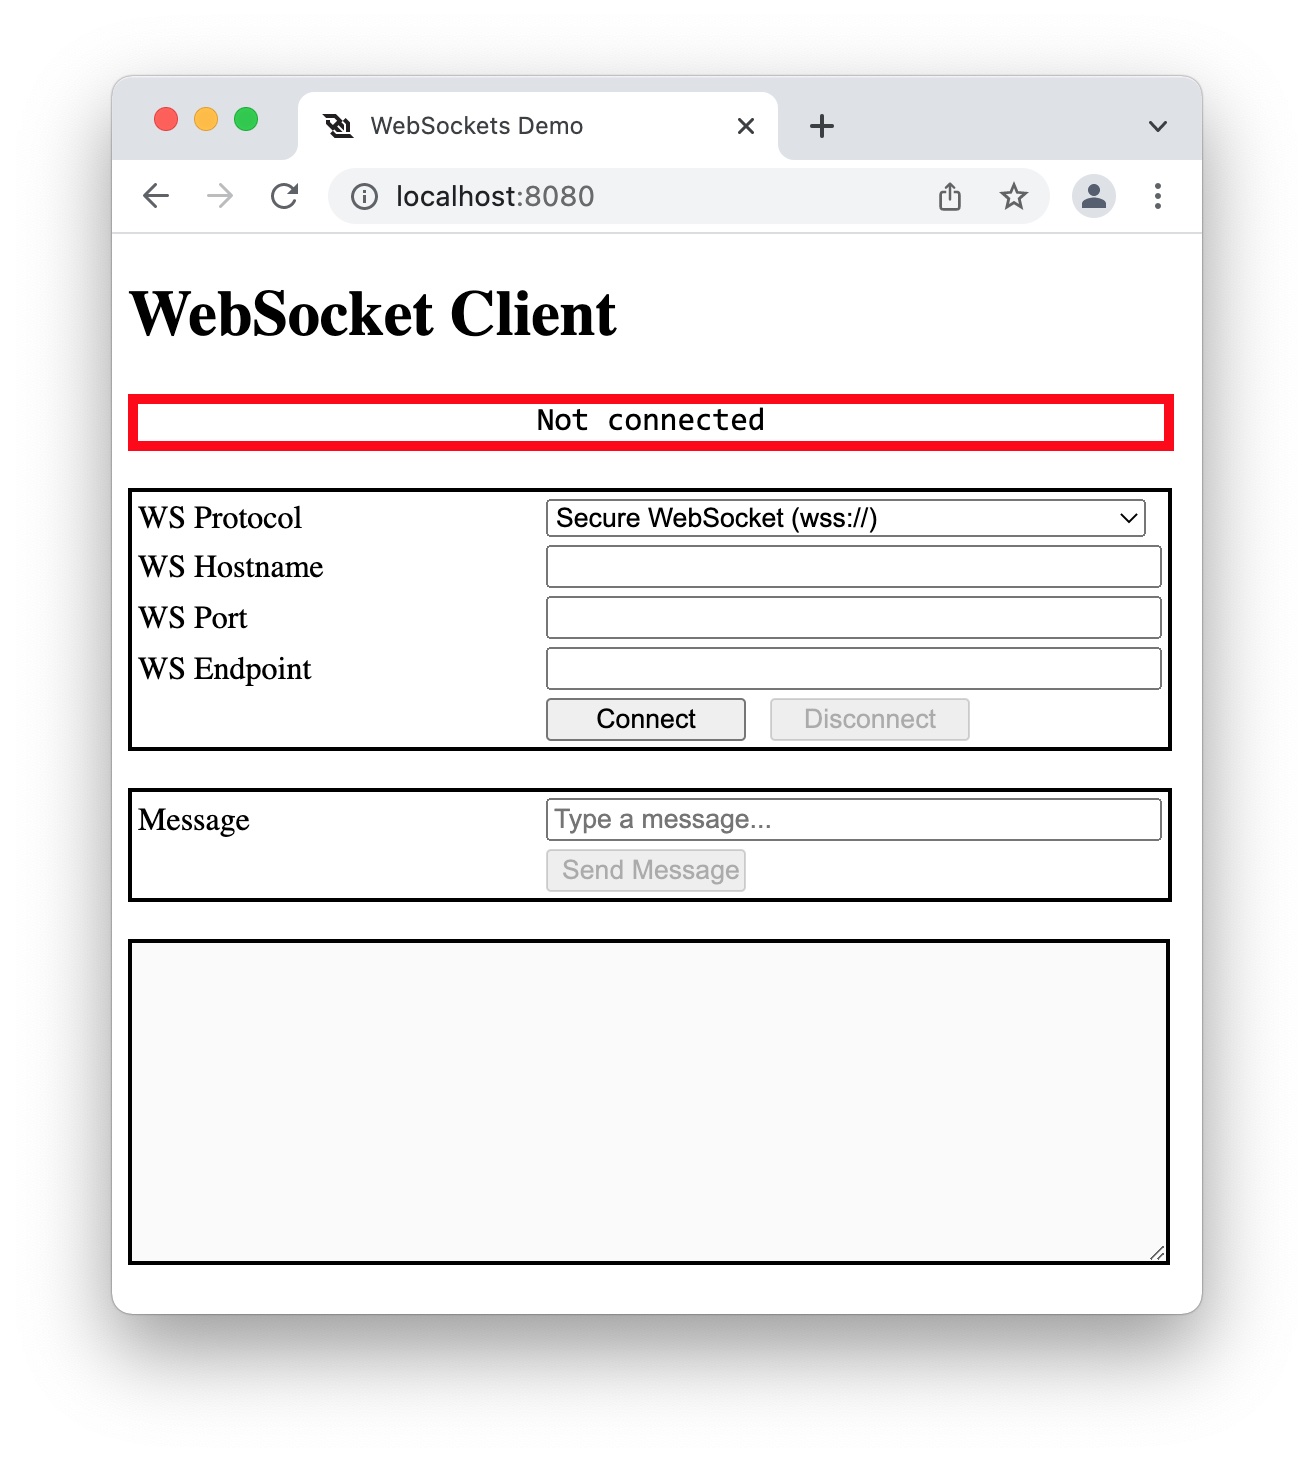 WebSockets Demo
localhost:8080
WebSocket Client
Not connected
WS Protocol Secure WebSocket (wss://)
WS Hostname
WS Port
WS Endpoint
Connect Disconnect
Message Type a message...
Send Message